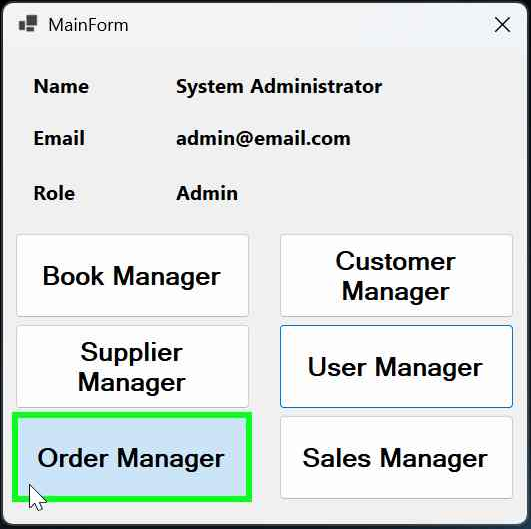 MainForm
Name System Administrator
Email admin@email.com
Role Admin
Book Manager
Customer
Manager
Supplier
Manager
User Manager
Order Manager
Sales Manager